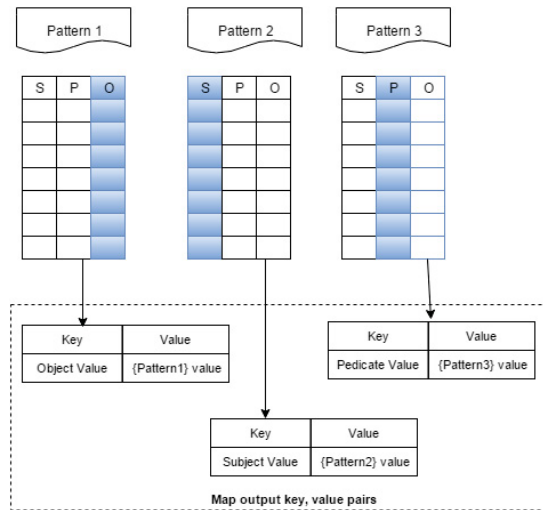 Pattern 1 Pattern 2 Pattern 3
S P O S P O S P O
Key Value
Object Value {Pattern1} value
Key Value
Pedicate Value {Pattern3} value
Key Value
Subject Value {Pattern2} value
Map output key, value pairs